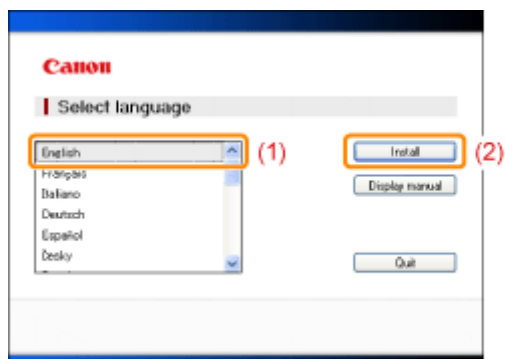 Canon
Select language
English
(1)
Install
(2)
Français
Display manual
Italiano
Deutsch
Español
Česky
Quit